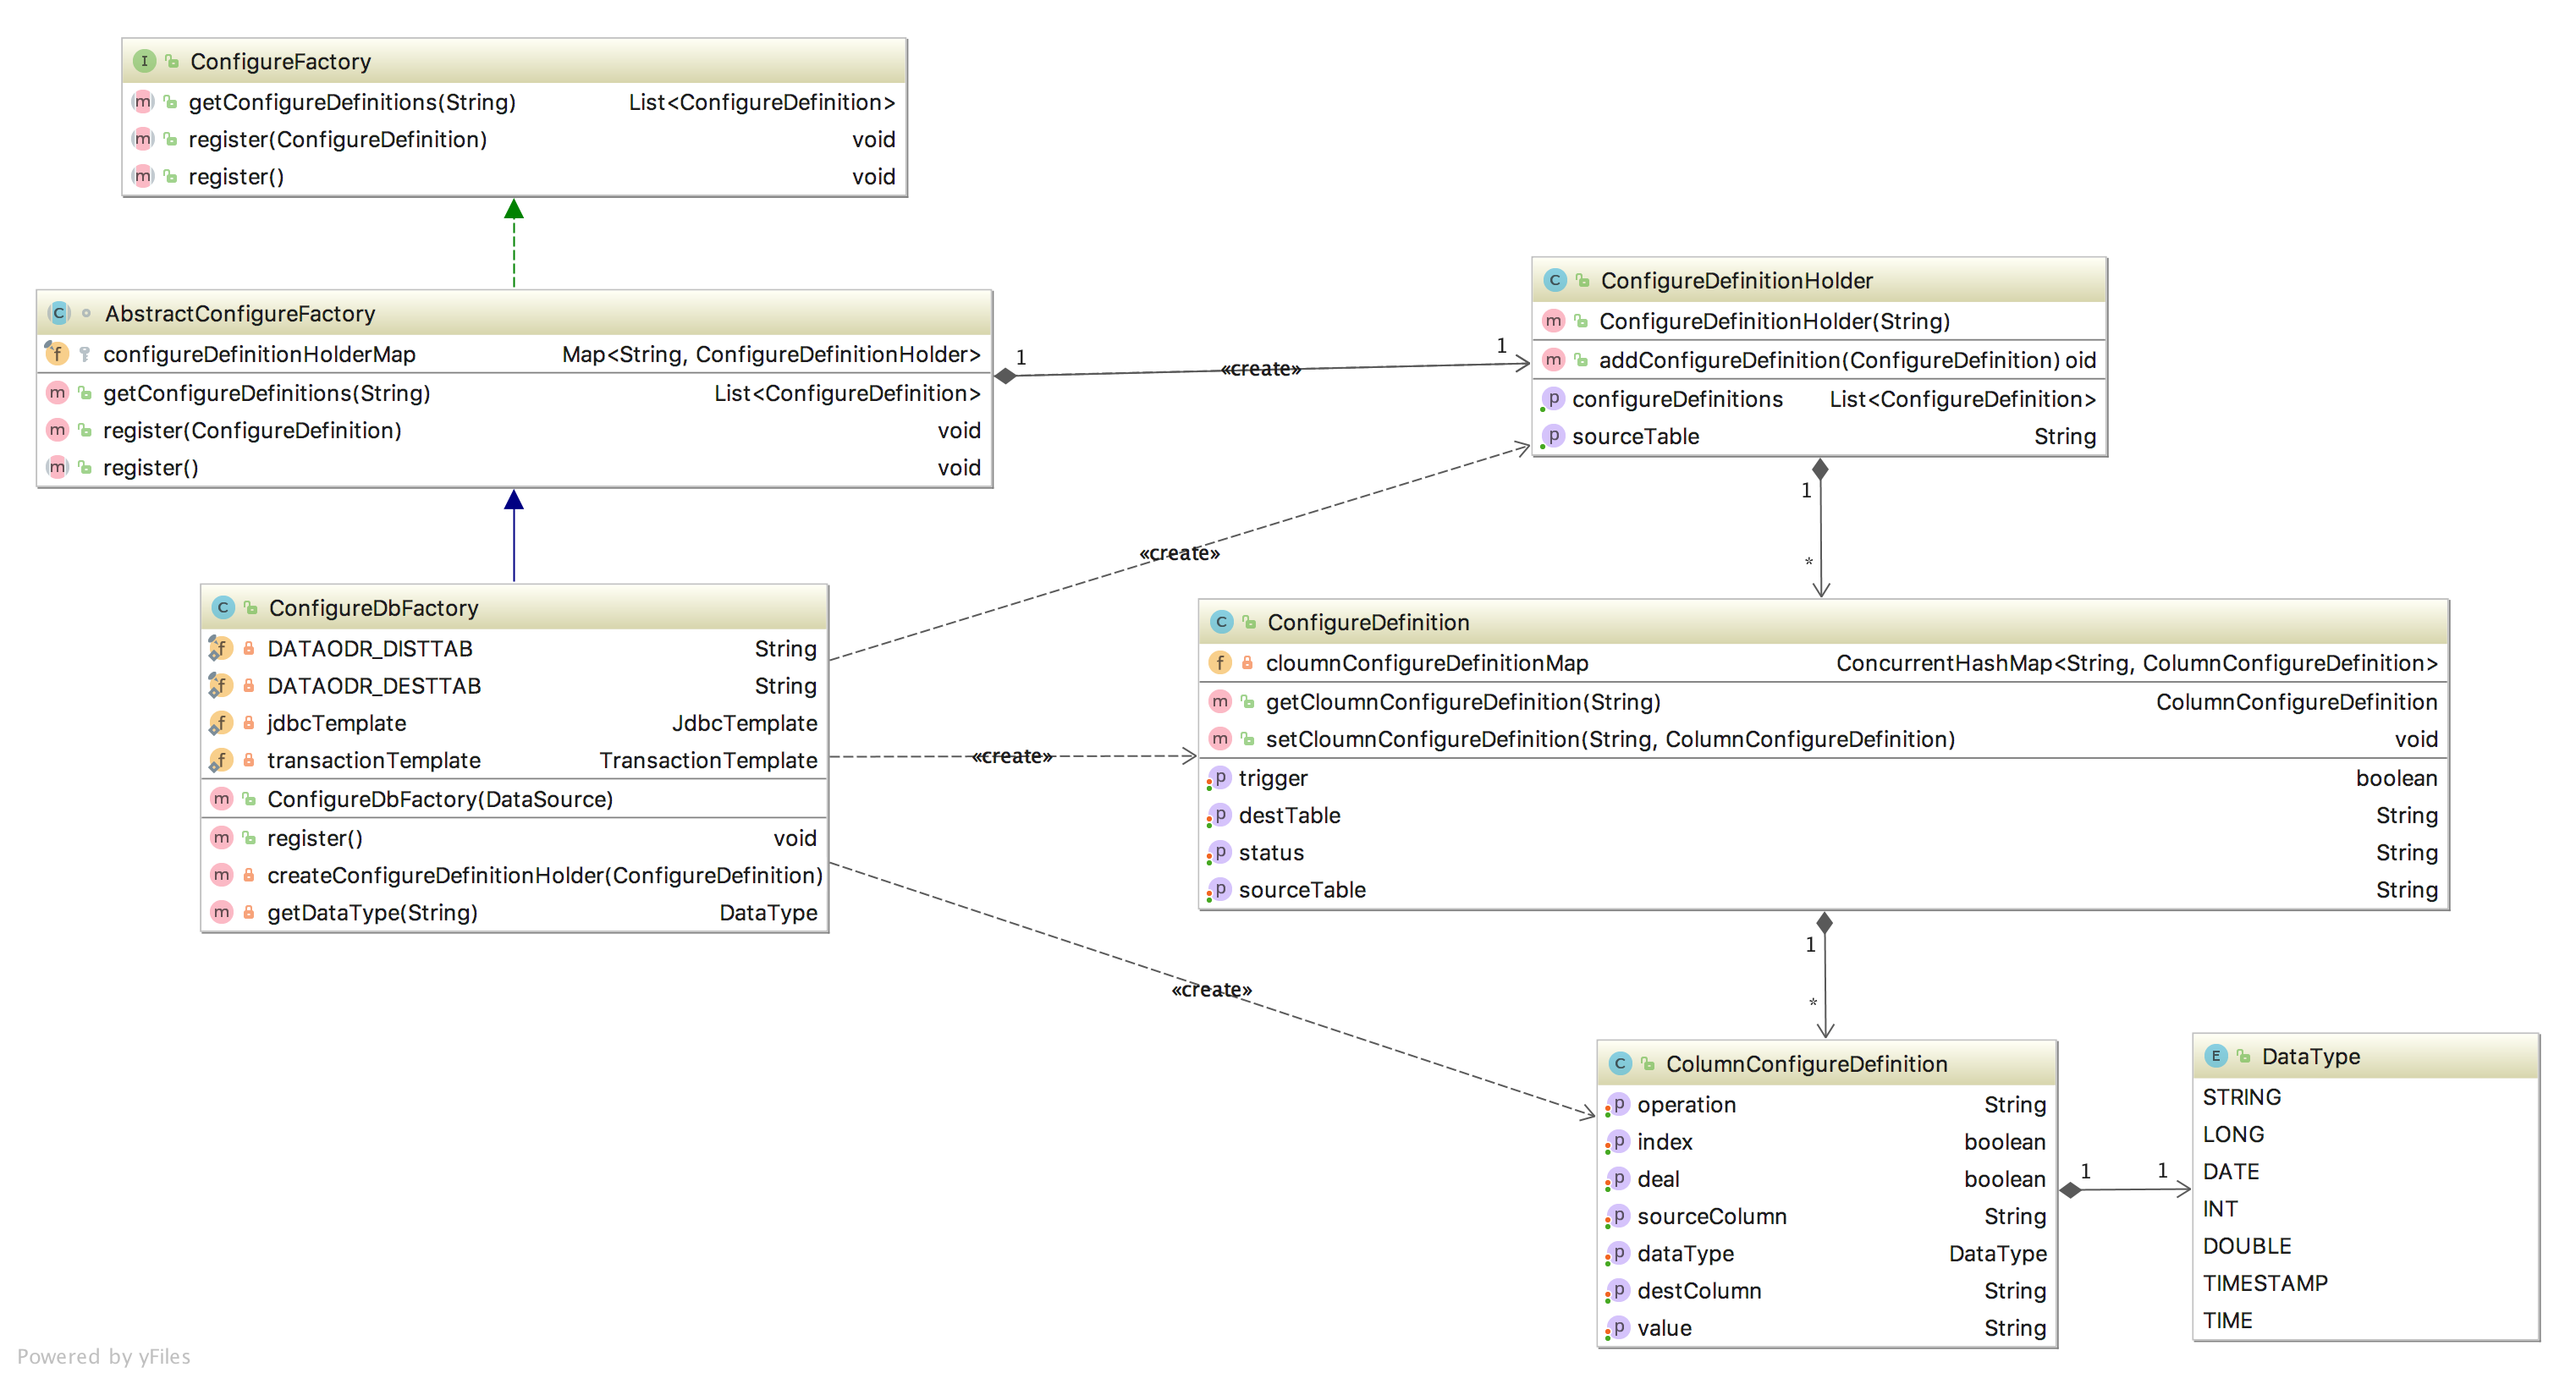 ConfigureFactory
getConfigureDefinitions(String) List<ConfigureDefinition>
register(ConfigureDefinition) void
register() void
AbstractConfigureFactory
configureDefinitionHolderMap Map<String, ConfigureDefinitionHolder>
getConfigureDefinitions(String) List<ConfigureDefinition>
register(ConfigureDefinition) void
register() void
1 «create» 1
ConfigureDefinitionHolder
ConfigureDefinitionHolder(String)
addConfigureDefinition(ConfigureDefinition) oid
configureDefinitions List<ConfigureDefinition>
sourceTable String
1
*
«create»
ConfigureDbFactory
DATAODR_DISTTAB String
DATAODR_DESTTAB String
jdbcTemplate JdbcTemplate
transactionTemplate TransactionTemplate
ConfigureDbFactory(DataSource)
register() void
createConfigureDefinitionHolder(ConfigureDefinition)
getDataType(String) DataType
«create»
ConfigureDefinition
cloumnConfigureDefinitionMap ConcurrentHashMap<String, ColumnConfigureDefinition>
getCloumnConfigureDefinition(String) ColumnConfigureDefinition
setCloumnConfigureDefinition(String, ColumnConfigureDefinition) void
trigger boolean
destTable String
status String
sourceTable String
1
*
«create»
ColumnConfigureDefinition
operation String
index boolean
deal boolean
sourceColumn String
dataType DataType
destColumn String
value String
1 1
DataType
STRING
LONG
DATE
INT
DOUBLE
TIMESTAMP
TIME
Powered by yFiles